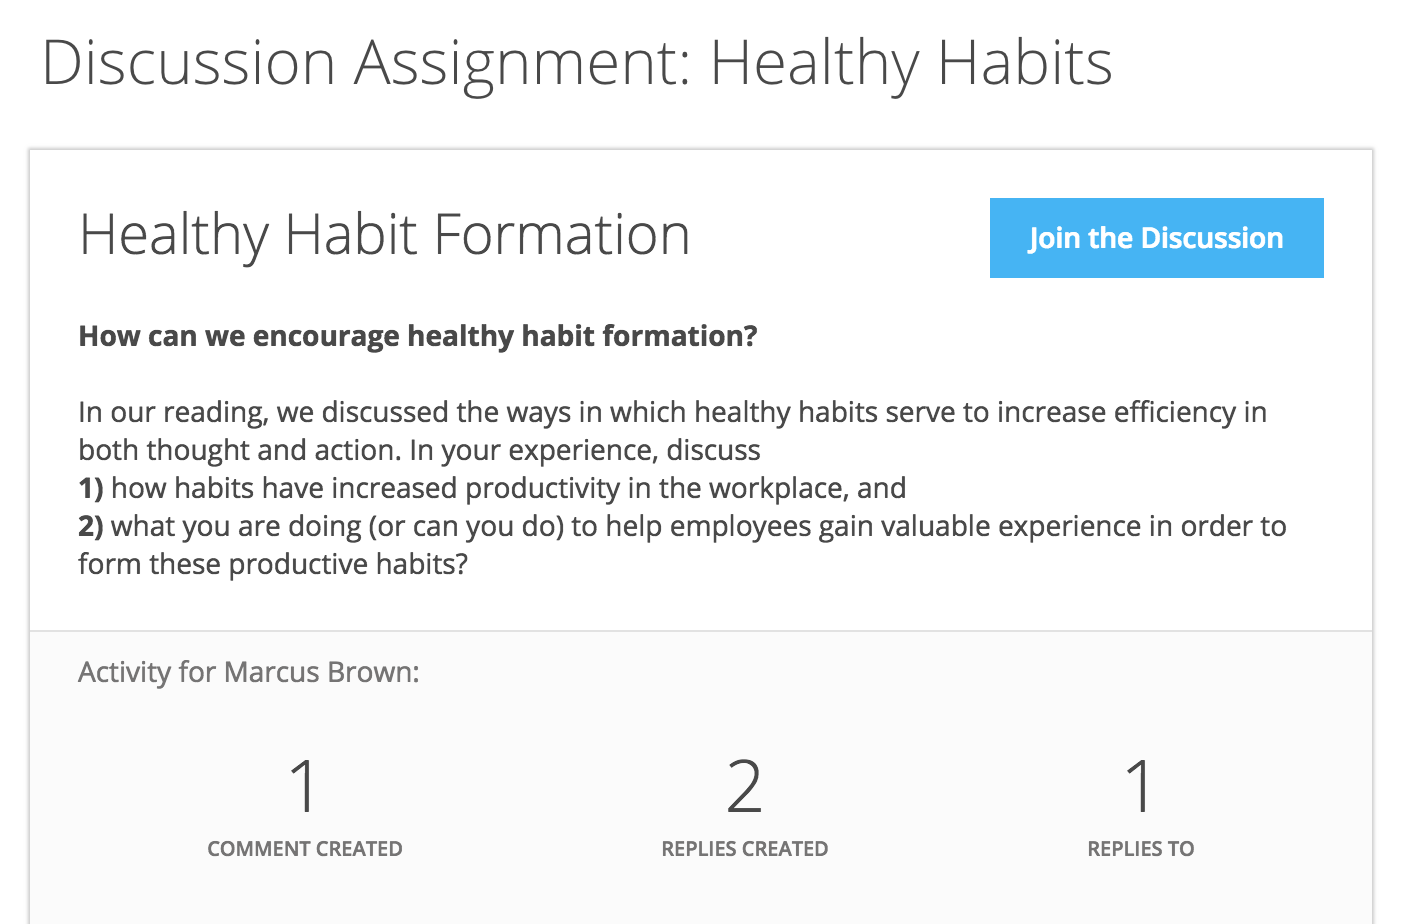 Discussion Assignment: Healthy Habits
Healthy Habit Formation
Join the Discussion
How can we encourage healthy habit formation?
In our reading, we discussed the ways in which healthy habits serve to increase efficiency in
both thought and action. In your experience, discuss
1) how habits have increased productivity in the workplace, and
2) what you are doing (or can you do) to help employees gain valuable experience in order to
form these productive habits?
Activity for Marcus Brown:
1
COMMENT CREATED
2
REPLIES CREATED
1
REPLIES TO